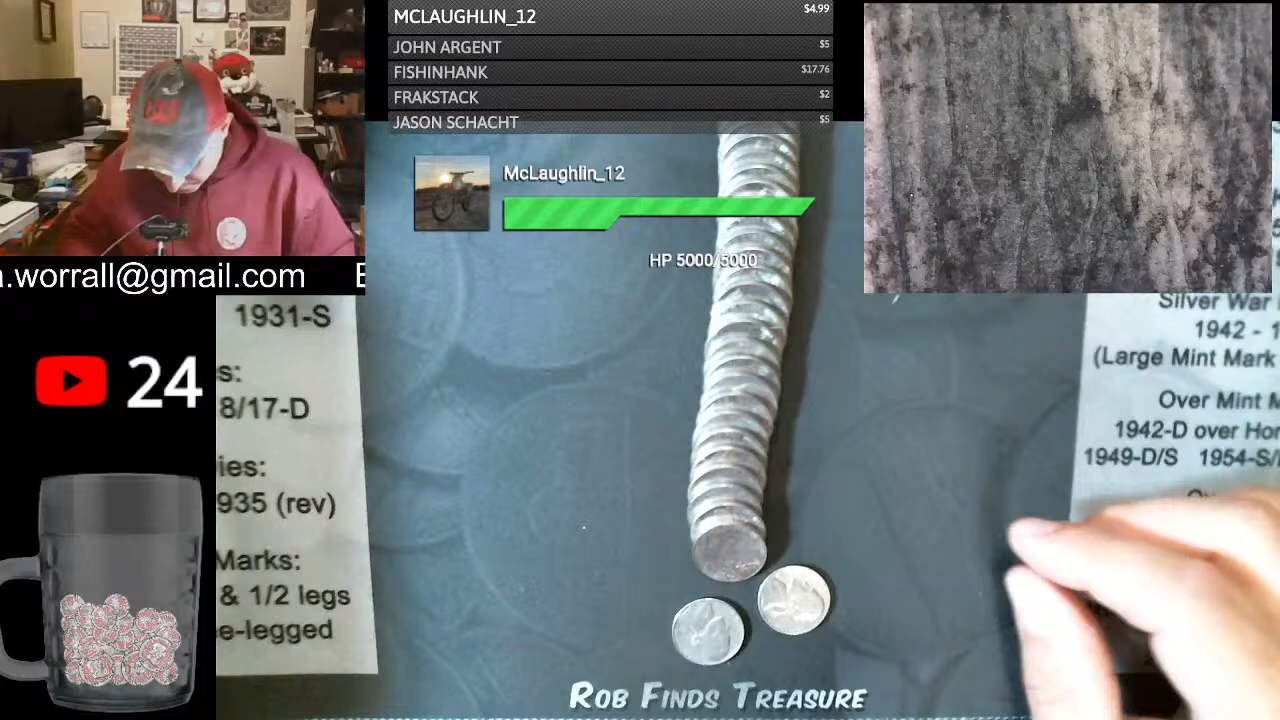 MCLAUGHLIN_12 $4.99
JOHN ARGENT $5
FISHINHANK $17.76
FRAKSTACK $2
JASON SCHACHT $5
McLaughlin_12
HP 5000/5000
a.worrall@gmail.com
24
1931-S
s:
8/17-D
ies:
935 (rev)
Marks:
& 1/2 legs
e-legged
Silver War
1942 - 1
(Large Mint Mark
Over Mint M
1942-D over Hor
1949-D/S 1954-S/
ROB FINDS TREASURE